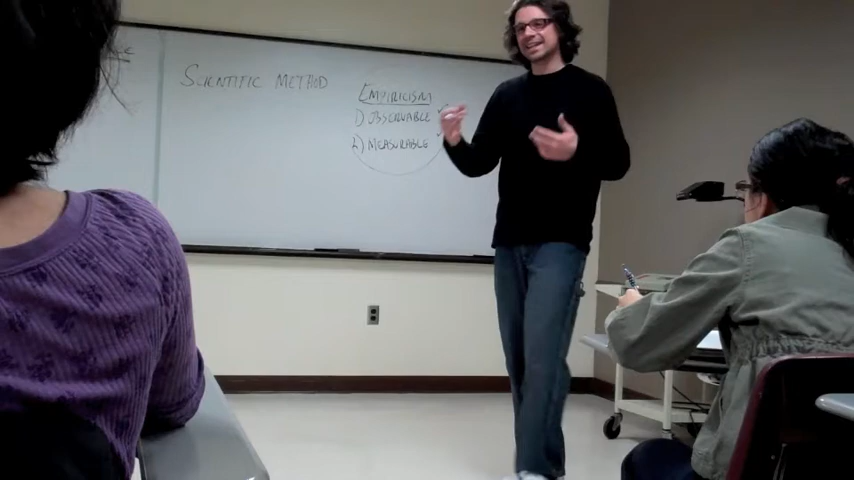 SCIENTIFIC METHOD
EMPIRICISM
1) OBSERVABLE ✓
2) MEASURABLE ✓